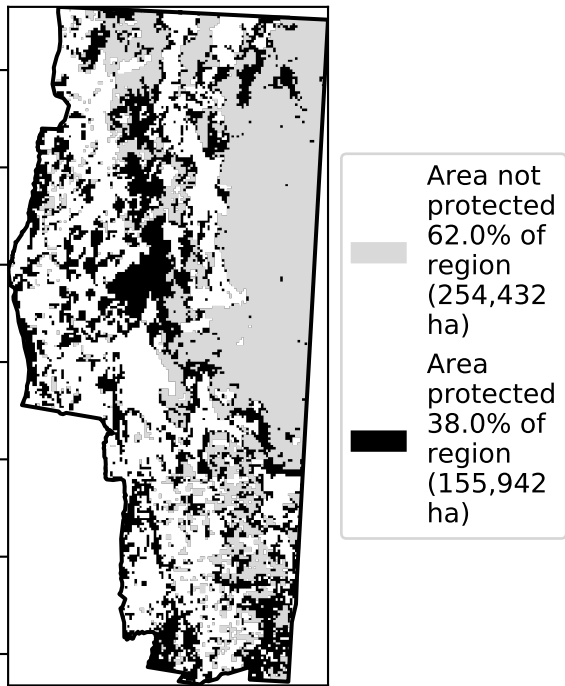 Area not
protected
62.0% of
region
(254,432
ha)
Area
protected
38.0% of
region
(155,942
ha)